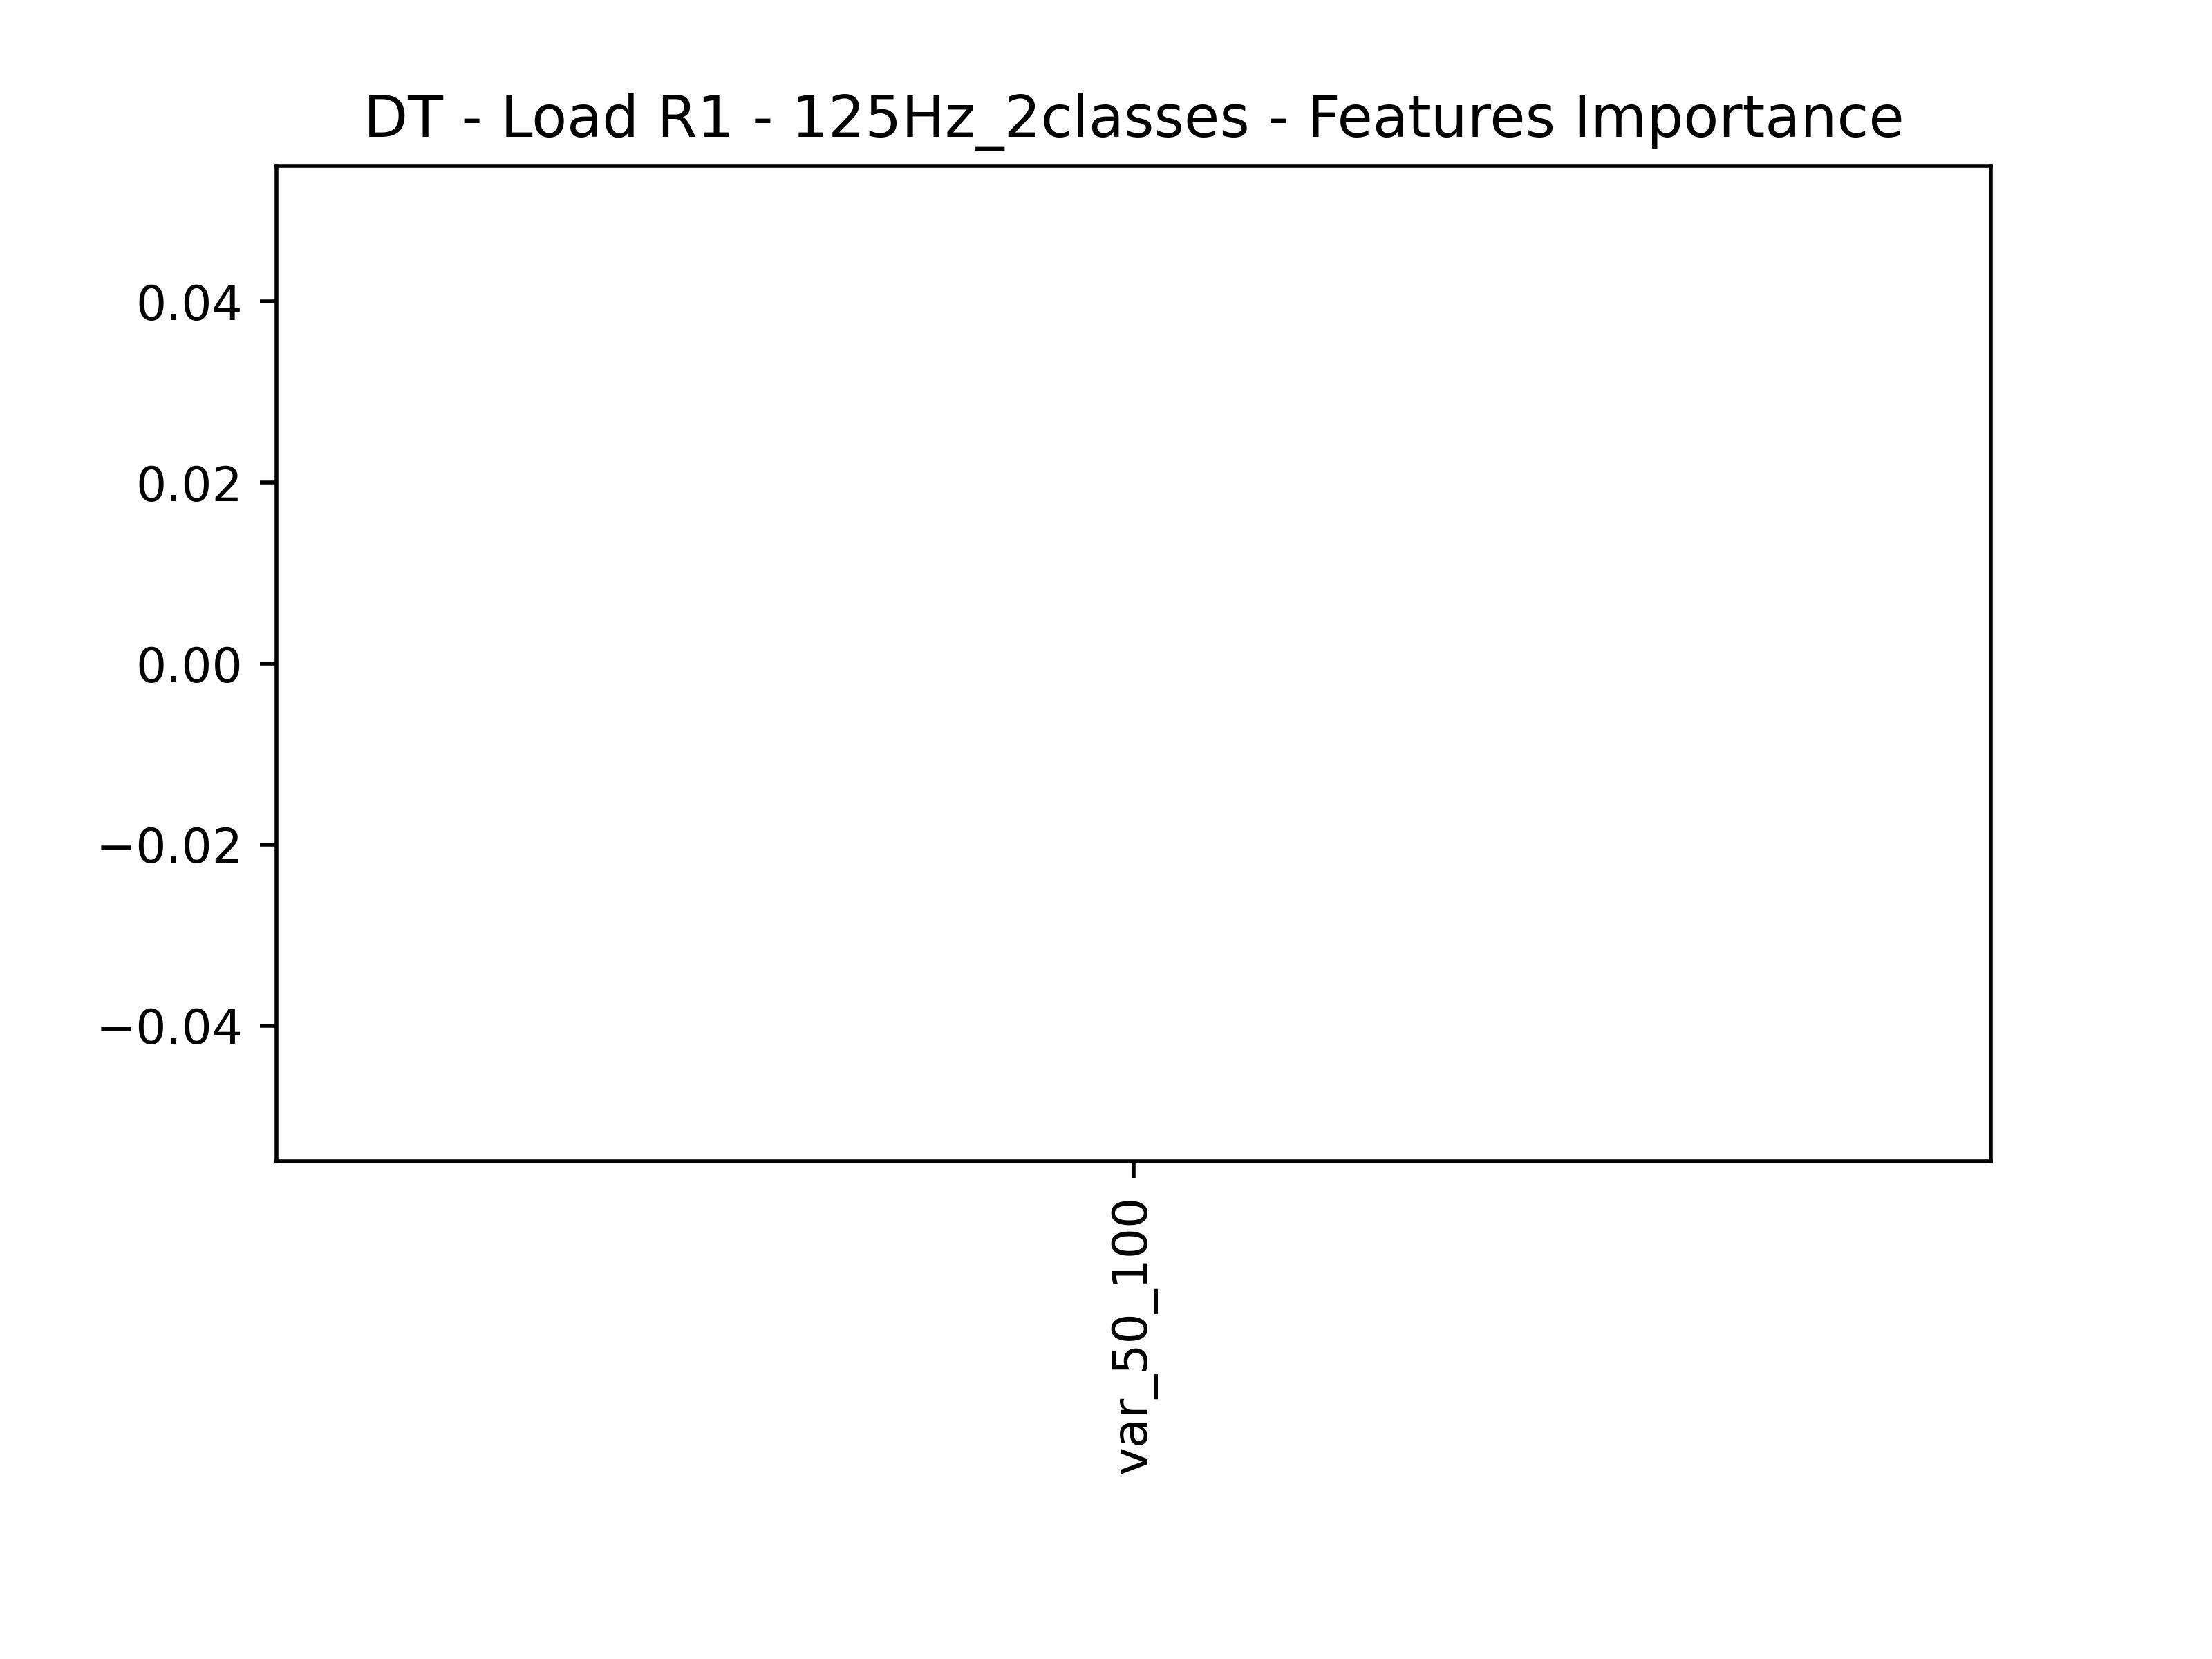 DT - Load R1 - 125Hz_2classes - Features Importance
0.04
0.02
0.00
−0.02
−0.04
var_50_100